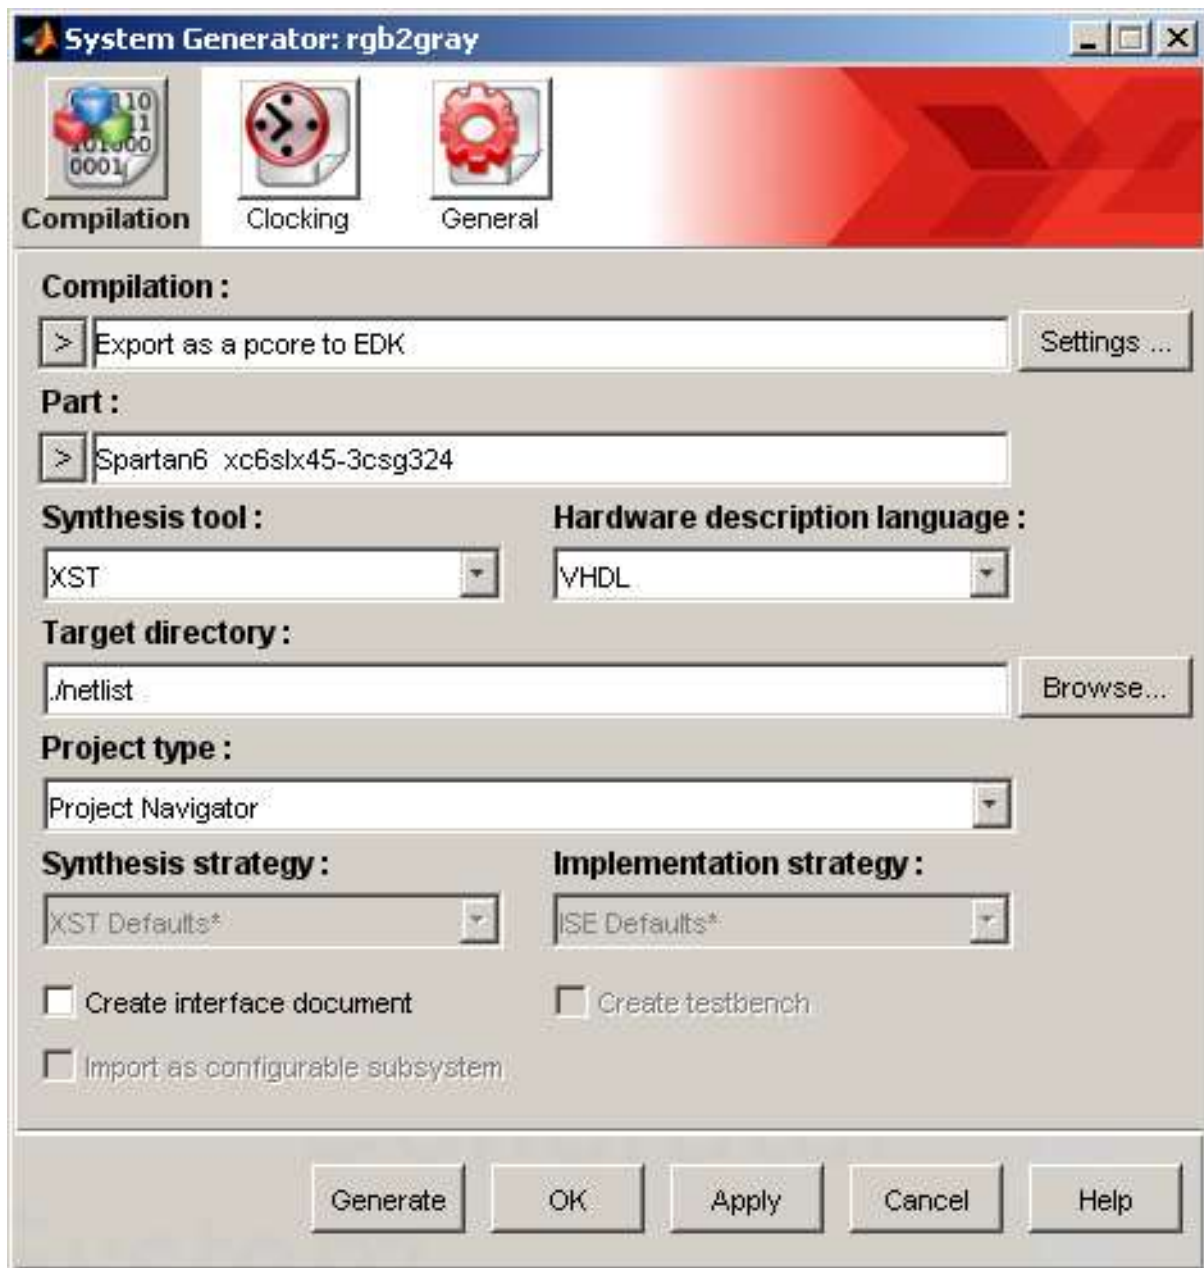 System Generator: rgb2gray
Compilation
Clocking
General
Compilation :
> Export as a pcore to EDK Settings ...
Part :
> Spartan6 xc6slx45-3csg324
Synthesis tool : Hardware description language :
XST VHDL
Target directory :
./netlist Browse...
Project type :
Project Navigator
Synthesis strategy : Implementation strategy :
XST Defaults* ISE Defaults*
Create interface document Create testbench
Import as configurable subsystem
Generate OK Apply Cancel Help